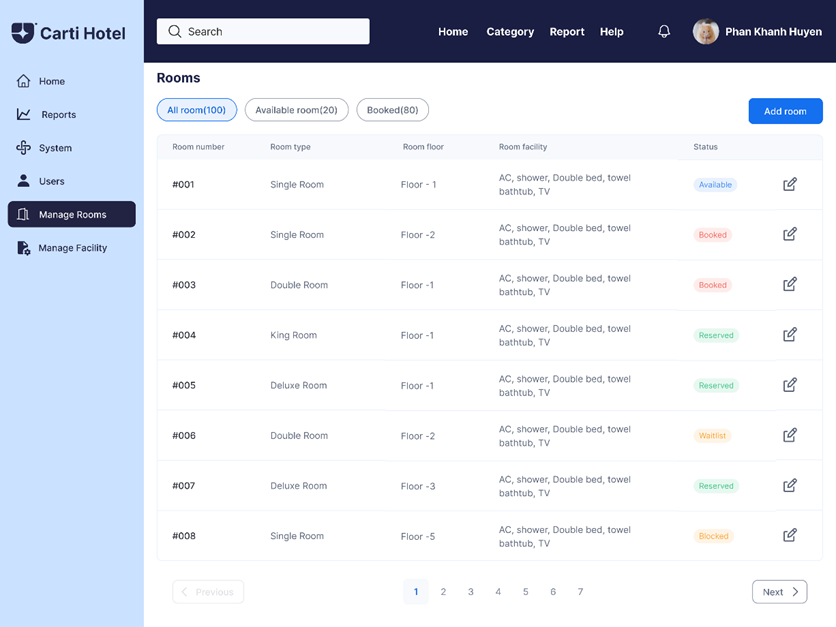 Carti Hotel
Search
Home Category Report Help Phan Khanh Huyen
Home
Reports
System
Users
Manage Rooms
Manage Facility
Rooms
All room(100) Available room(20) Booked(80) Add room
Room number Room type Room floor Room facility Status
#001 Single Room Floor - 1 AC, shower, Double bed, towel
bathtub, TV Available
#002 Single Room Floor -2 AC, shower, Double bed, towel
bathtub, TV Booked
#003 Double Room Floor -1 AC, shower, Double bed, towel
bathtub, TV Booked
#004 King Room Floor -1 AC, shower, Double bed, towel
bathtub, TV Reserved
#005 Deluxe Room Floor -1 AC, shower, Double bed, towel
bathtub, TV Reserved
#006 Double Room Floor -2 AC, shower, Double bed, towel
bathtub, TV Waitlist
#007 Deluxe Room Floor -3 AC, shower, Double bed, towel
bathtub, TV Reserved
#008 Single Room Floor -5 AC, shower, Double bed, towel
bathtub, TV Blocked
Previous 1 2 3 4 5 6 7 Next